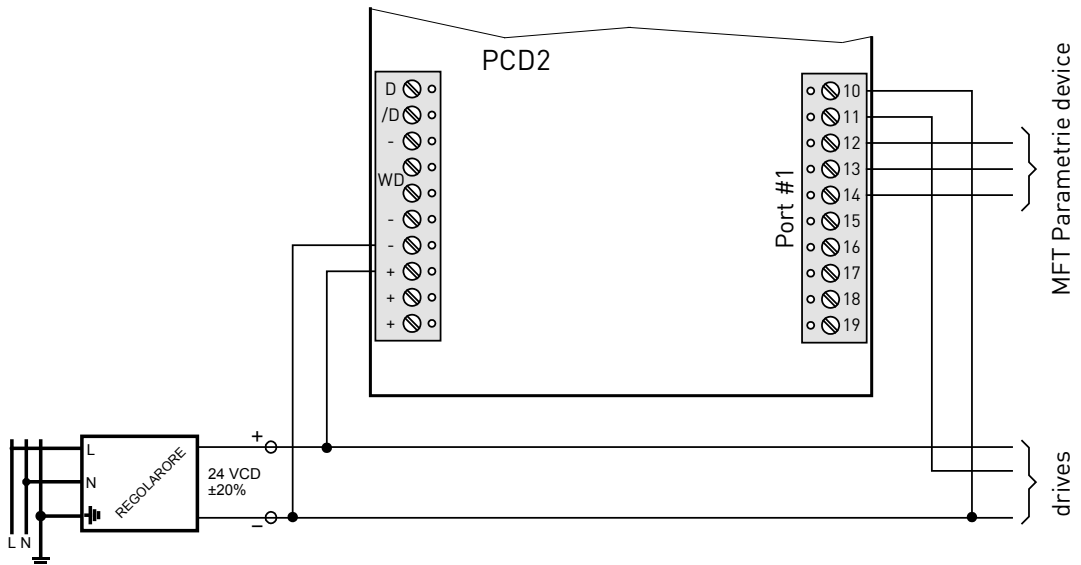 PCD2
D
/D
-
WD
-
-
+
+
+
10
11
12
13
14
15
16
17
18
19
Port #1
MFT Parametrie device
drives
+
24 VCD
±20%
−
L
N
REGOLARORE
L N